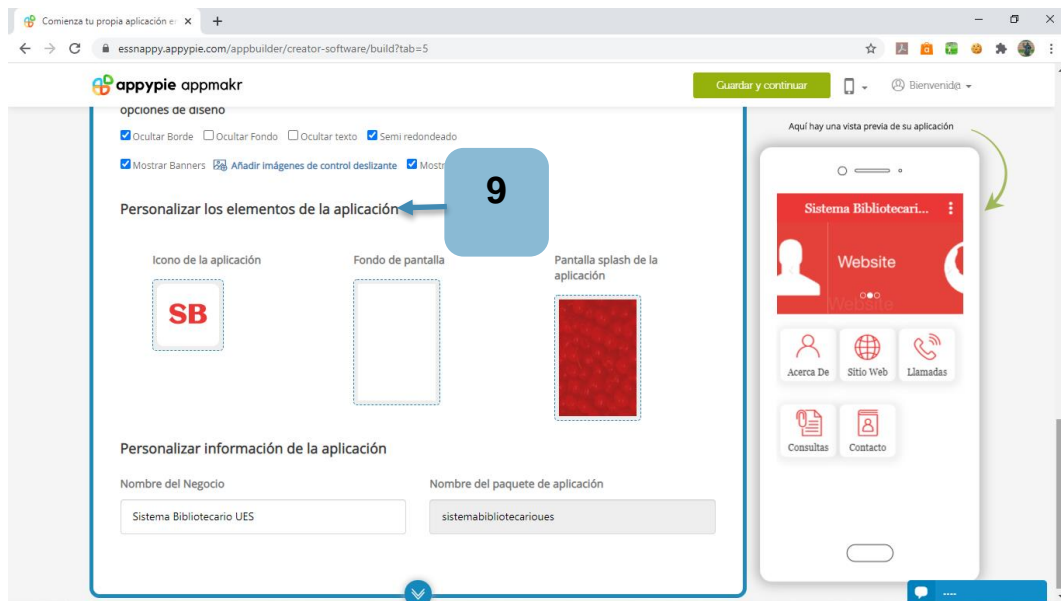 Comienza tu propia aplicación er
essnappy.appypie.com/appbuilder/creator-software/build?tab=5
appypie appmakr
Guardar y continuar
Bienvenid@
opciones de diseño
Ocultar Borde Ocultar Fondo Ocultar texto Semi redondeado
Mostrar Banners Añadir imágenes de control deslizante Mostr
9
Personalizar los elementos de la aplicación
Icono de la aplicación
Fondo de pantalla
Pantalla splash de la
aplicación
SB
Personalizar información de la aplicación
Nombre del Negocio
Nombre del paquete de aplicación
Sistema Bibliotecario UES
sistemabibliotecarioues
Aquí hay una vista previa de su aplicación
Sistema Bibliotecari...
Website
Website
Acerca De Sitio Web Llamadas
Consultas Contacto
....